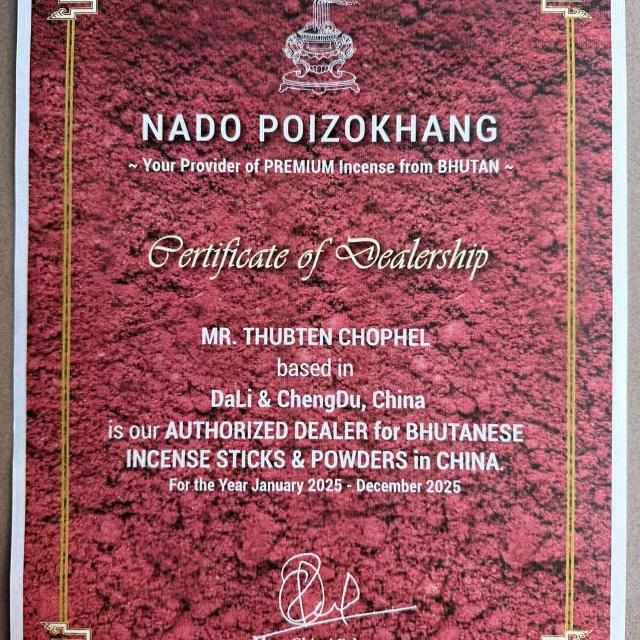 NADO POIZOKHANG
~ Your Provider of PREMIUM Incense from BHUTAN ~
Certificate of Dealership
MR. THUBTEN CHOPHEL
based in
DaLi & ChengDu, China
is our AUTHORIZED DEALER for BHUTANESE
INCENSE STICKS & POWDERS in CHINA.
For the Year January 2025 - December 2025